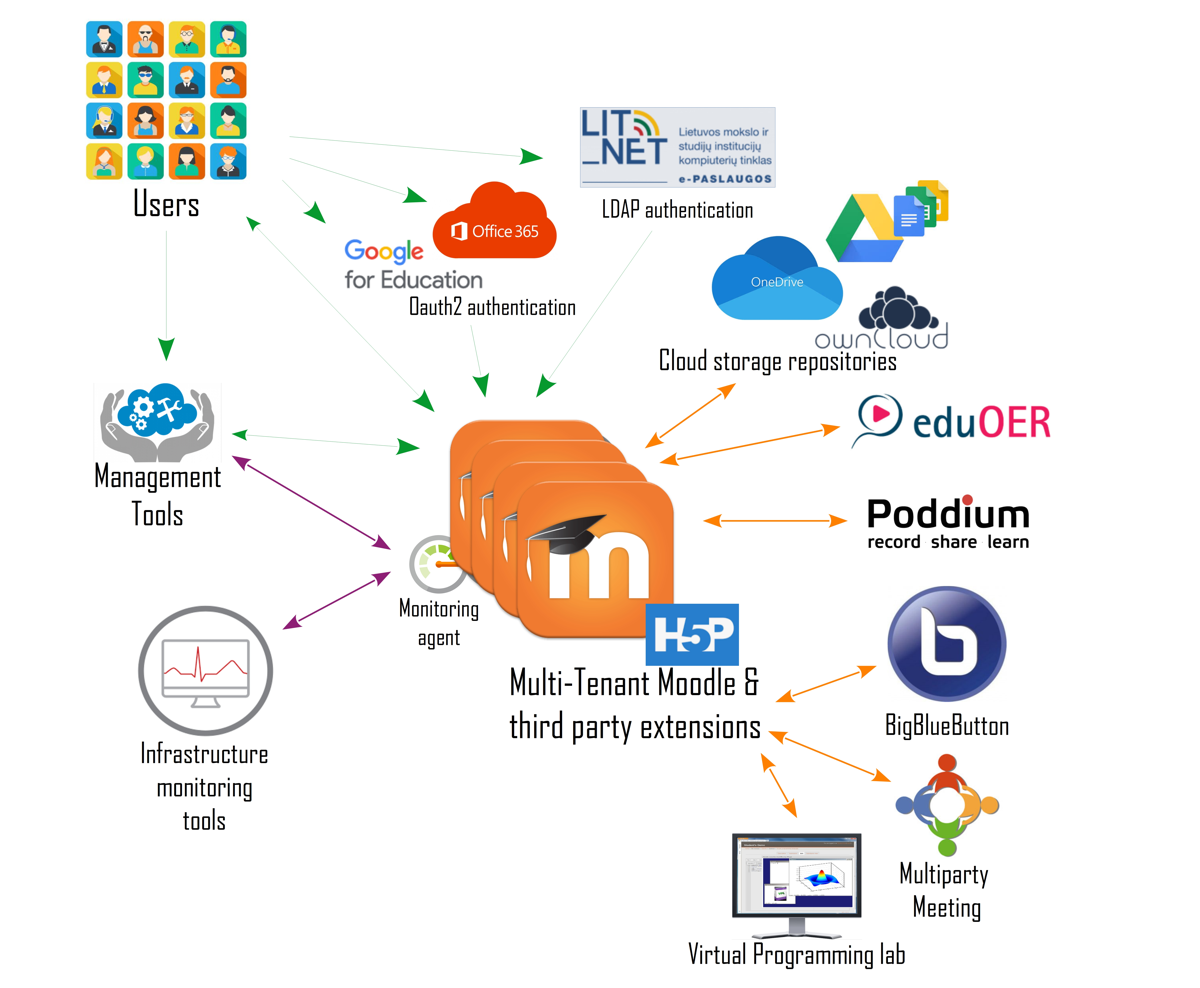 Users
LIT
_NET
Lietuvos mokslo ir
studijų institucijų
kompiuterių tinklas
e-PASLAUGOS
LDAP authentication
Office 365
Google
for Education
Oauth2 authentication
OneDrive
ownCloud
Cloud storage repositories
eduOER
Management
Tools
Poddium
record share learn
Monitoring
agent
m
H5P
Multi-Tenant Moodle &
third party extensions
b
BigBlueButton
Infrastructure
monitoring
tools
Multiparty
Meeting
Virtual Programming lab